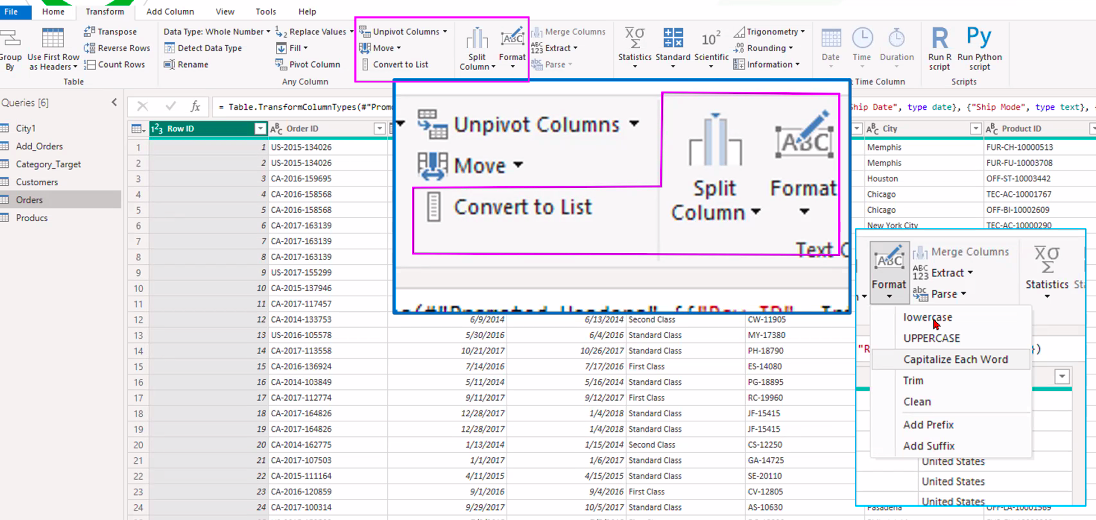 File Home Transform Add Column View Tools Help
Group By
Use First Row as Headers
Transpose
Reverse Rows
Count Rows
Table
Data Type: Whole Number
Detect Data Type
Rename
Replace Values
Fill
Pivot Column
Any Column
Unpivot Columns
Move
Convert to List
Split Column
Format
Merge Columns
Extract
Parse
Statistics
Standard
Scientific
10²
Trigonometry
Rounding
Information
Date
Time
Duration
Time Column
R
Run R script
Py
Run Python script
Scripts
Queries [6]
City1
Add_Orders
Category_Target
Customers
Orders
Producs
= Table.TransformColumnTypes(#"Promo
Ship Date", type date}, {"Ship Mode", type text},
Row ID Order ID City Product ID
1 1 US-2015-134026 Memphis FUR-CH-10000513
2 2 US-2015-134026 Memphis FUR-FU-10003708
3 3 CA-2016-159695 Houston OFF-ST-10003442
4 4 CA-2016-158568 Chicago TEC-AC-10001767
5 5 CA-2016-158568 Chicago OFF-BI-10002609
6 6 CA-2017-163139 New York City TEC-AC-10000290
7 7 CA-2017-163139
8 8 CA-2017-163139
9 9 US-2017-155299
10 10 CA-2015-137946
11 11 CA-2017-117457
12 12 CA-2014-133753 6/9/2014 6/13/2014 Second Class CW-11905
13 13 US-2016-105578 5/30/2016 6/4/2016 Standard Class MY-17380
14 14 CA-2017-113558 10/21/2017 10/26/2017 Standard Class PH-18790
15 15 CA-2016-136924 7/14/2016 7/17/2016 First Class ES-14080
16 16 CA-2014-103849 5/11/2014 5/16/2014 Standard Class PG-18895
17 17 CA-2017-112774 9/11/2017 9/12/2017 First Class RC-19960
18 18 CA-2017-164826 12/28/2017 1/4/2018 Standard Class JF-15415
19 19 CA-2017-164826 12/28/2017 1/4/2018 Standard Class JF-15415
20 20 CA-2014-162775 1/13/2014 1/15/2014 Second Class CS-12250
21 21 CA-2017-107503 1/1/2017 1/6/2017 Standard Class GA-14725
22 22 CA-2015-111164 4/11/2015 4/15/2015 Standard Class SE-20110
23 23 CA-2016-120859 9/1/2016 9/4/2016 First Class CV-12805
24 24 CA-2017-100314 9/29/2017 10/5/2017 Standard Class AS-10630
Unpivot Columns
Move
Convert to List
Split Column
ABC
Format
Text C
Format
Merge Columns
Extract
Parse
Statistics
lowercase
UPPERCASE
Capitalize Each Word
Trim
Clean
Add Prefix
Add Suffix
United States
United States
United States